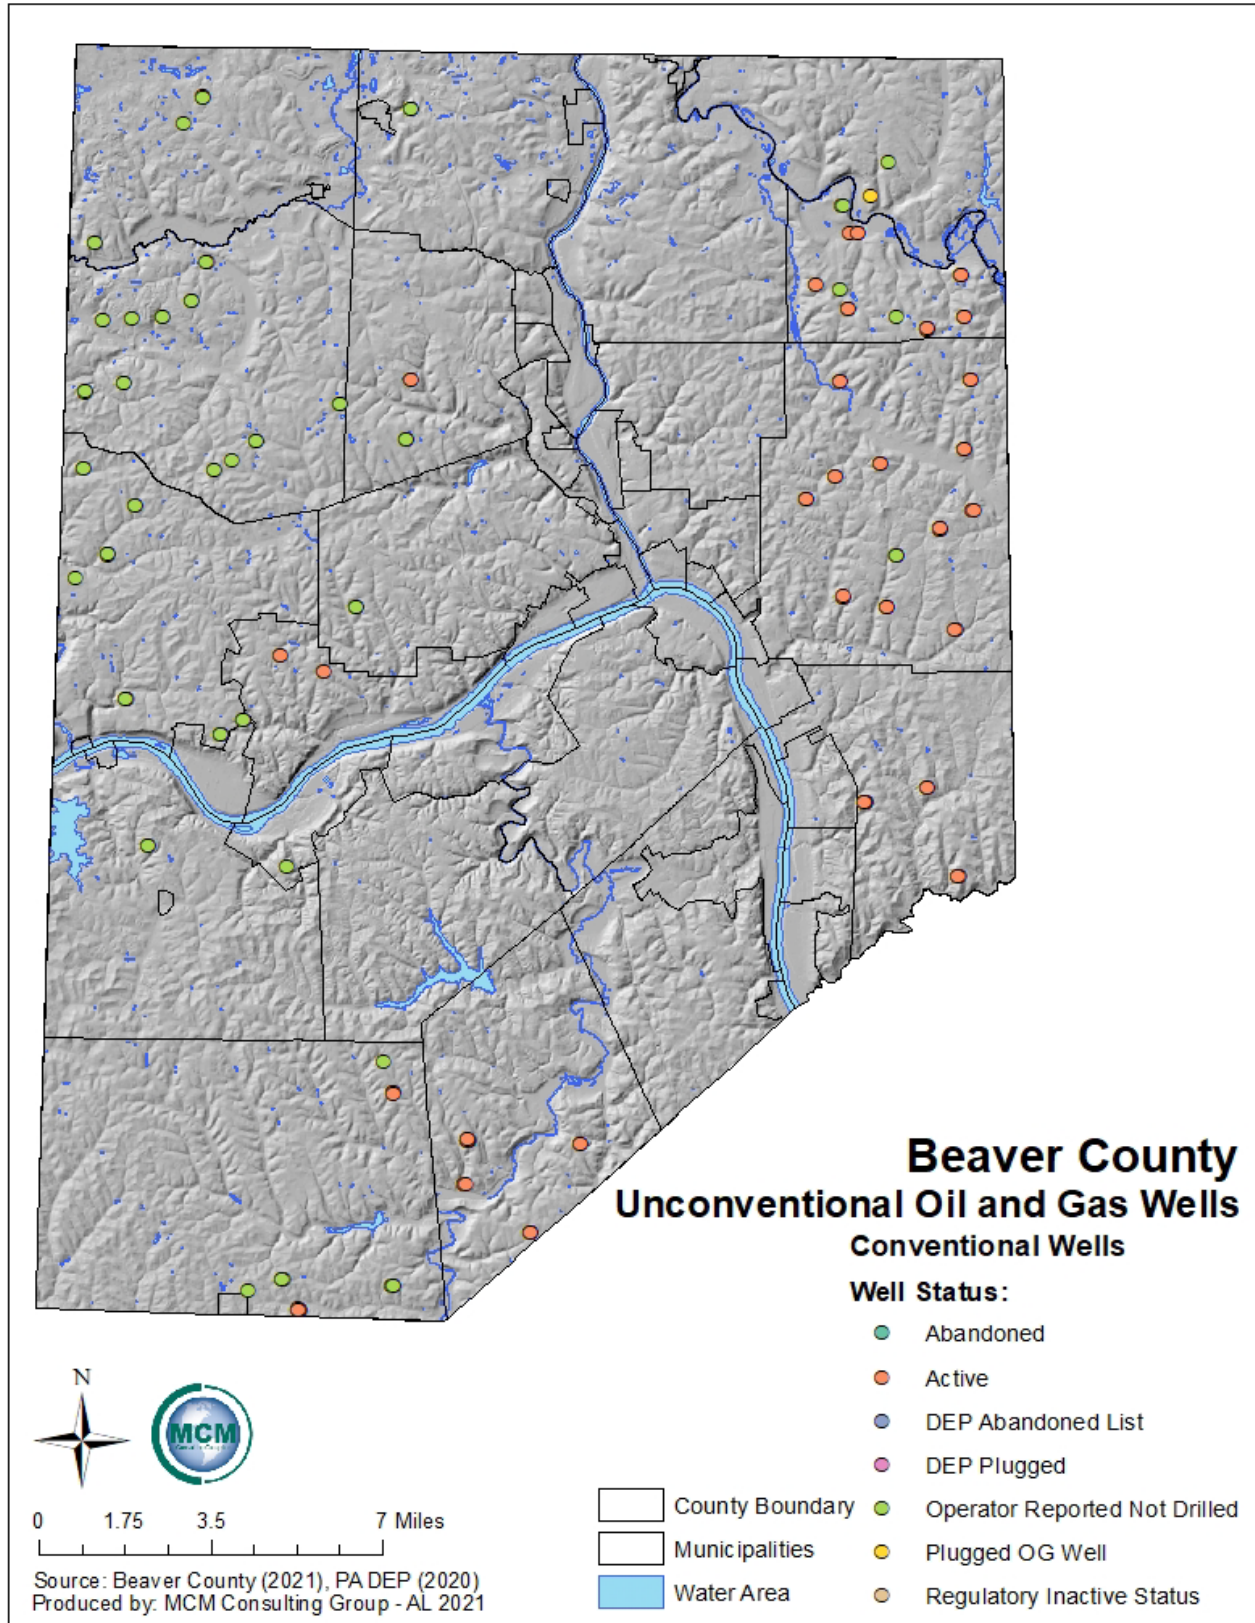 Beaver County
Unconventional Oil and Gas Wells
Conventional Wells
Well Status:
Abandoned
Active
DEP Abandoned List
DEP Plugged
Operator Reported Not Drilled
Plugged OG Well
Regulatory Inactive Status
County Boundary
Municipalities
Water Area
N
MCM
0 1.75 3.5 7 Miles
Source: Beaver County (2021), PA DEP (2020)
Produced by: MCM Consulting Group - AL 2021